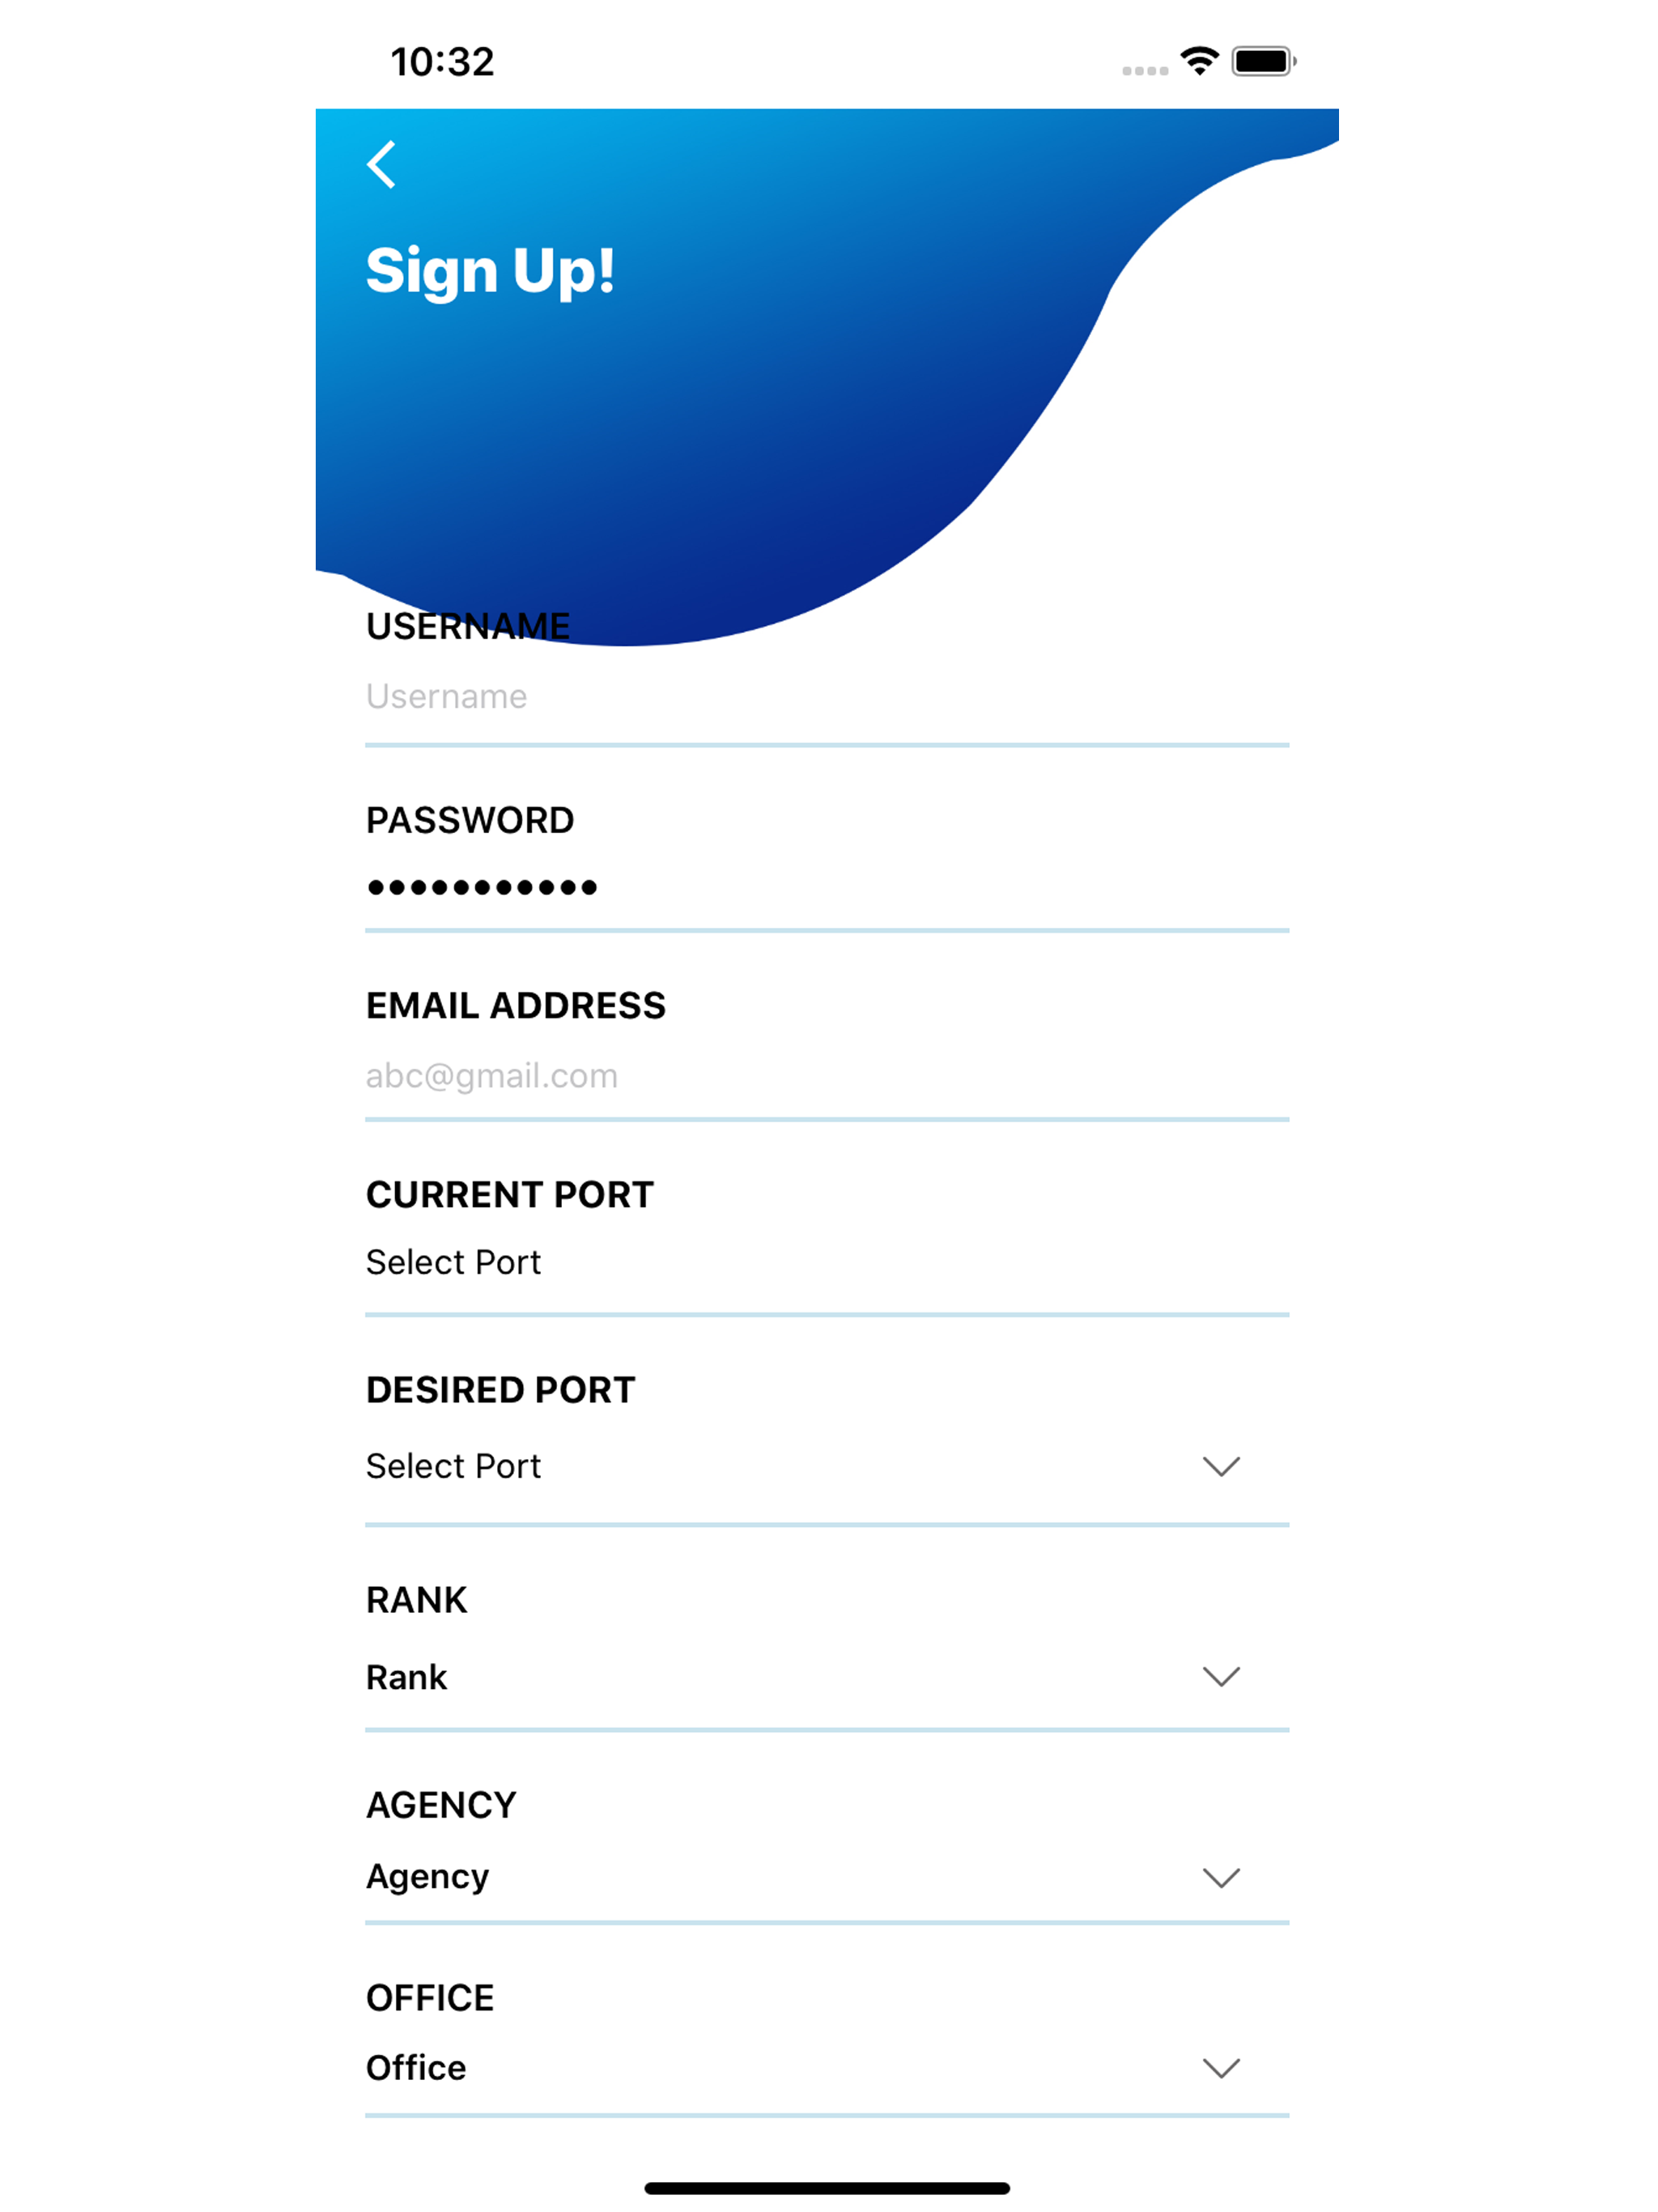 10:32
Sign Up!
USERNAME
Username
PASSWORD
•••••••••••
EMAIL ADDRESS
abc@gmail.com
CURRENT PORT
Select Port
DESIRED PORT
Select Port
RANK
Rank
AGENCY
Agency
OFFICE
Office